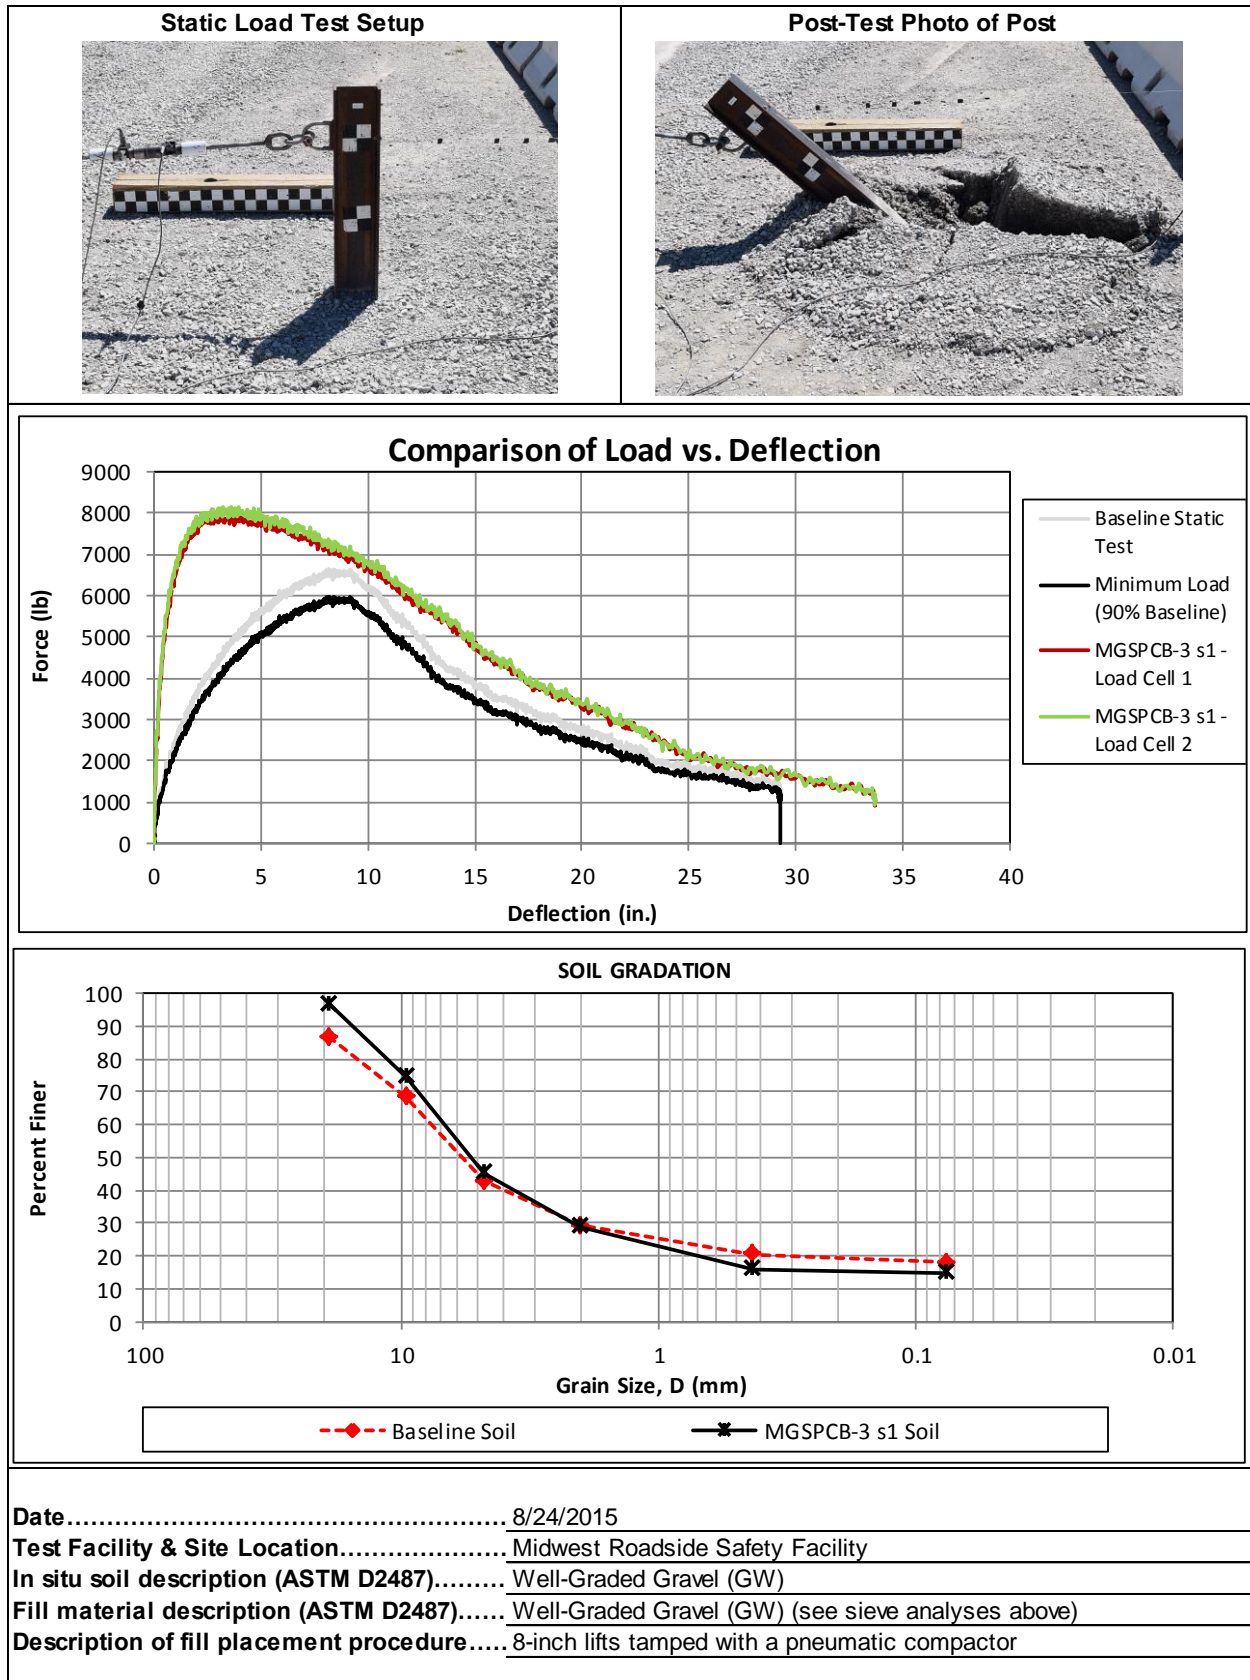 Static Load Test Setup
Post-Test Photo of Post
Comparison of Load vs. Deflection
9000
8000
7000
6000
5000
4000
3000
2000
1000
0
Force (lb)
0 5 10 15 20 25 30 35 40
Deflection (in.)
Baseline Static
Test
Minimum Load
(90% Baseline)
MGSPCB-3 s1 -
Load Cell 1
MGSPCB-3 s1 -
Load Cell 2
SOIL GRADATION
100
90
80
70
60
50
40
30
20
10
0
Percent Finer
100 10 1 0.1 0.01
Grain Size, D (mm)
Baseline Soil MGSPCB-3 s1 Soil
Date.................................................... 8/24/2015
Test Facility & Site Location.................... Midwest Roadside Safety Facility
In situ soil description (ASTM D2487)......... Well-Graded Gravel (GW)
Fill material description (ASTM D2487)...... Well-Graded Gravel (GW) (see sieve analyses above)
Description of fill placement procedure..... 8-inch lifts tamped with a pneumatic compactor